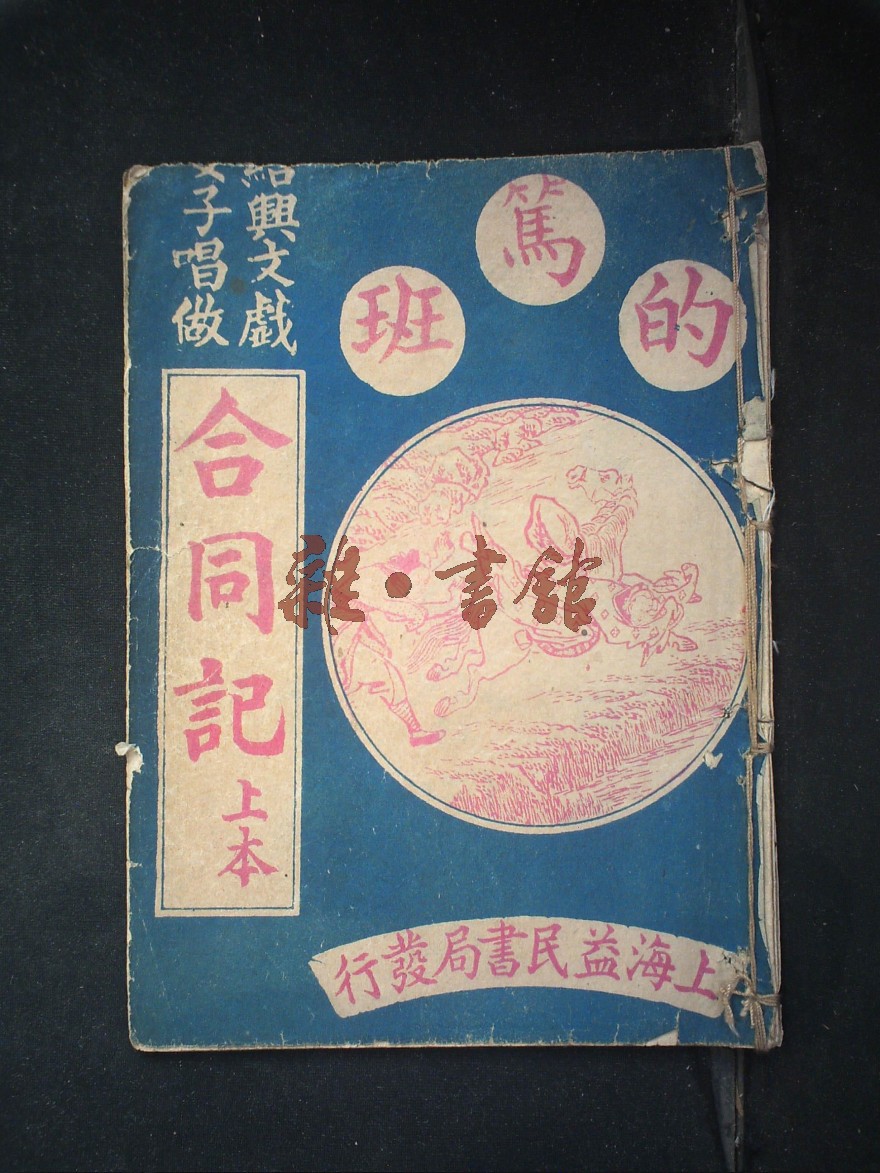 的篤班
紹興文戲
女子唱做
合同記
上本
上海益民書局發行
雜·書館